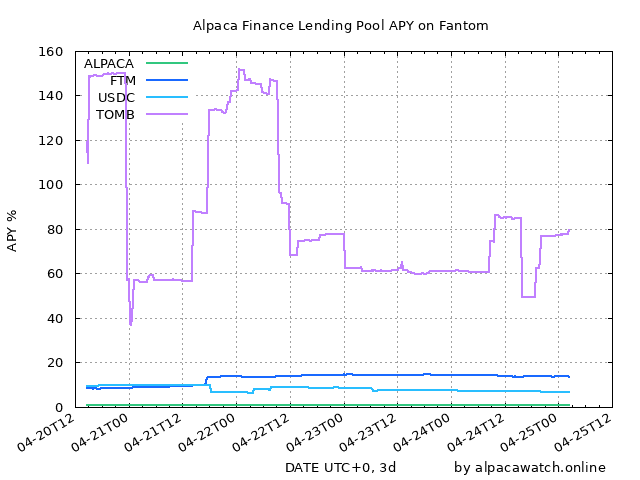 Alpaca Finance Lending Pool APY on Fantom
APY %
160
140
120
100
80
60
40
20
0
ALPACA
FTM
USDC
TOMB
04-20T12
04-21T00
04-21T12
04-22T00
04-22T12
04-23T00
04-23T12
04-24T00
04-24T12
04-25T00
04-25T12
DATE UTC+0, 3d
by alpacawatch.online